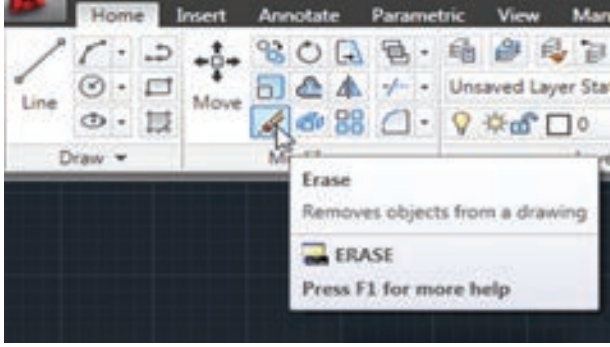 Home Insert Annotate Parametric View
Line
Move
Unsaved Layer
0
Draw
Erase
Removes objects from a drawing
ERASE
Press F1 for more help